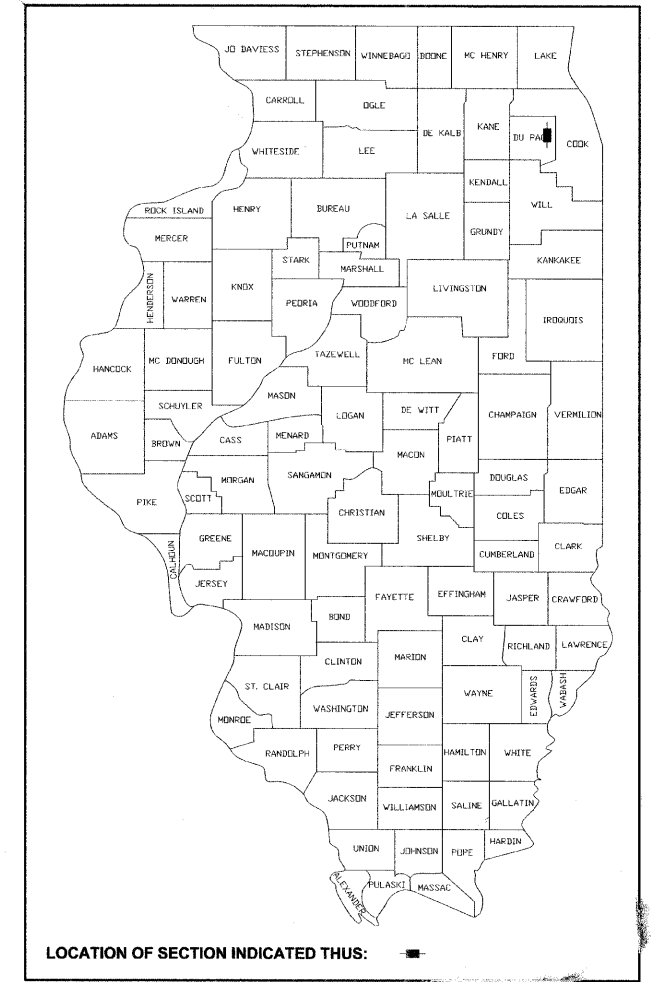 JO DAVIESS STEPHENSON WINNEBAGO BOONE MC HENRY LAKE
CARROLL OGLE
DE KALB KANE DU PAG COOK
WHITESIDE LEE
KENDALL
ROCK ISLAND HENRY BUREAU LA SALLE WILL
MERCER PUTNAM GRUNDY
STARK MARSHALL KANKAKEE
HENDERSON WARREN KNOX PEORIA WOODFORD LIVINGSTON
IROQUOIS
HANCOCK MC DONOUGH FULTON TAZEWELL MC LEAN FORD
MASON
SCHUYLER LOGAN DE WITT CHAMPAIGN VERMILION
ADAMS BROWN CASS MENARD PIATT
MACON
PIKE SCOTT MORGAN SANGAMON MOULTRIE DOUGLAS EDGAR
CHRISTIAN COLES
CALHOUN GREENE MACOUPIN MONTGOMERY SHELBY CUMBERLAND CLARK
JERSEY FAYETTE EFFINGHAM JASPER CRAWFORD
MADISON BOND
CLINTON MARION CLAY RICHLAND LAWRENCE
ST. CLAIR WAYNE EDWARDS WABASH
MONROE WASHINGTON JEFFERSON
RANDOLPH PERRY HAMILTON WHITE
FRANKLIN
JACKSON WILLIAMSON SALINE GALLATIN
UNION JOHNSON POPE HARDIN
ALEXANDER PULASKI MASSAC
LOCATION OF SECTION INDICATED THUS: